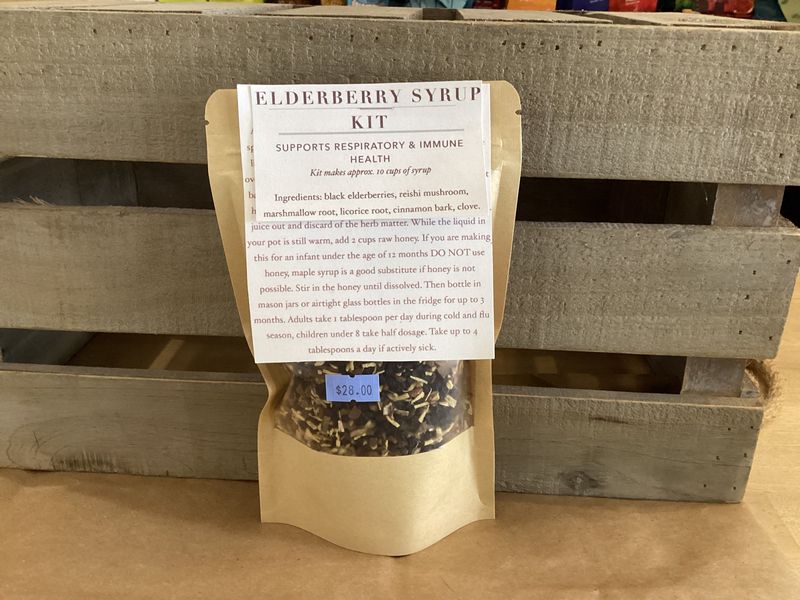 ELDERBERRY SYRUP
KIT
SUPPORTS RESPIRATORY & IMMUNE
HEALTH
Kit makes approx. 10 cups of syrup
Ingredients: black elderberries, reishi mushroom,
marshmallow root, licorice root, cinnamon bark, clove.
juice out and discard of the herb matter. While the liquid in
your pot is still warm, add 2 cups raw honey. If you are making
this for an infant under the age of 12 months DO NOT use
honey, maple syrup is a good substitute if honey is not
possible. Stir in the honey until dissolved. Then bottle in
mason jars or airtight glass bottles in the fridge for up to 3
months. Adults take 1 tablespoon per day during cold and flu
season, children under 8 take half dosage. Take up to 4
tablespoons a day if actively sick.
$28.00